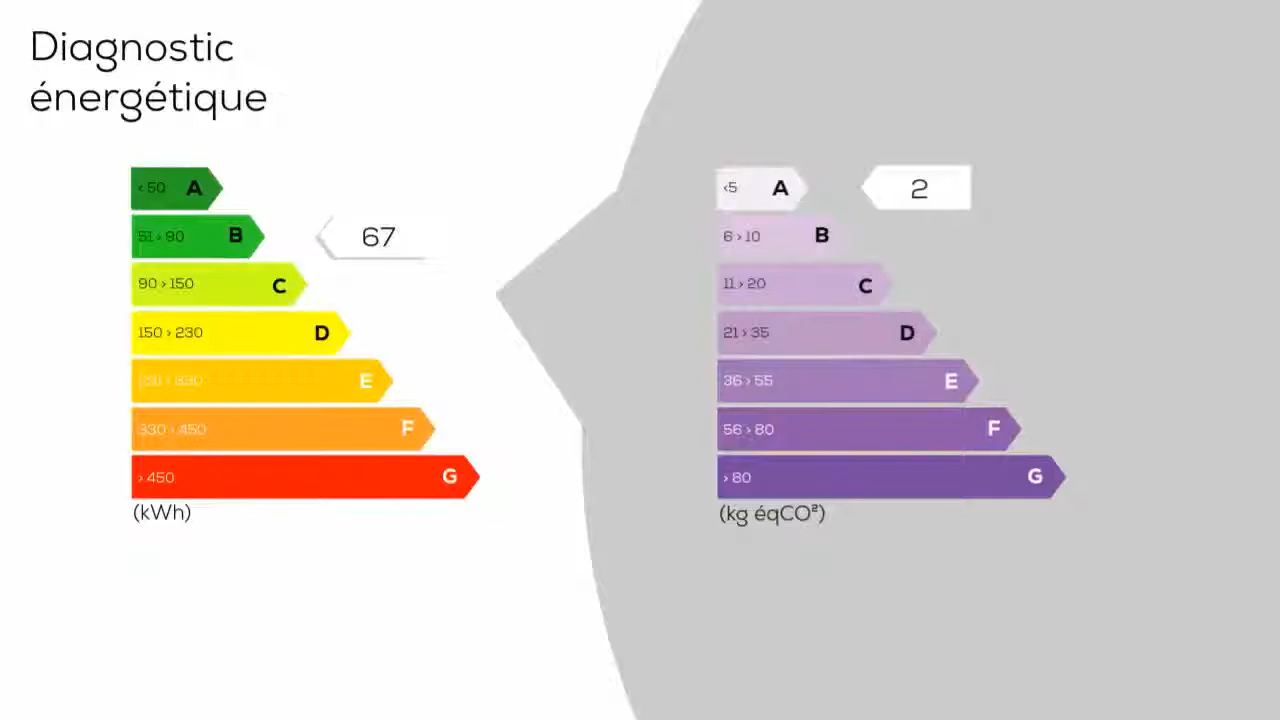 Diagnostic
énergétique
< 50 A
51 > 90 B
67
90 > 150 C
150 > 230 D
E
330 > 450 F
> 450 G
(kWh)
<5 A
2
6 > 10 B
11 > 20 C
21 > 35 D
36 > 55 E
56 > 80 F
> 80 G
(kg éqCO²)